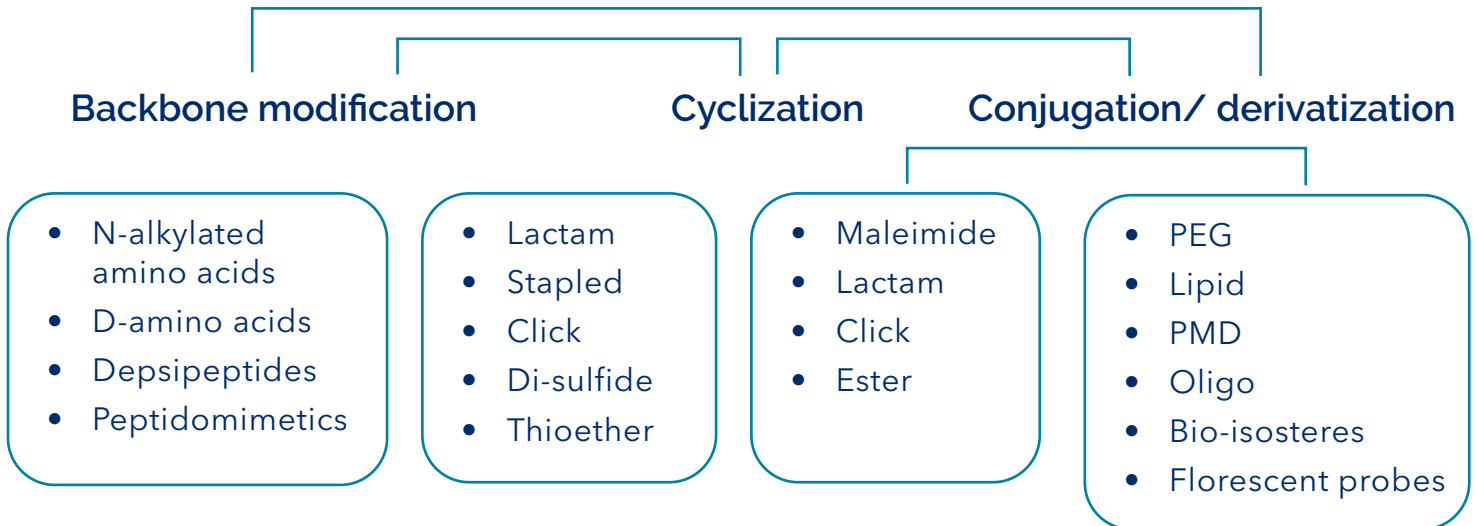 Backbone modification
Cyclization
Conjugation/ derivatization
• N-alkylated
amino acids
• D-amino acids
• Depsipeptides
• Peptidomimetics
• Lactam
• Stapled
• Click
• Di-sulfide
• Thioether
• Maleimide
• Lactam
• Click
• Ester
• PEG
• Lipid
• PMD
• Oligo
• Bio-isosteres
• Florescent probes